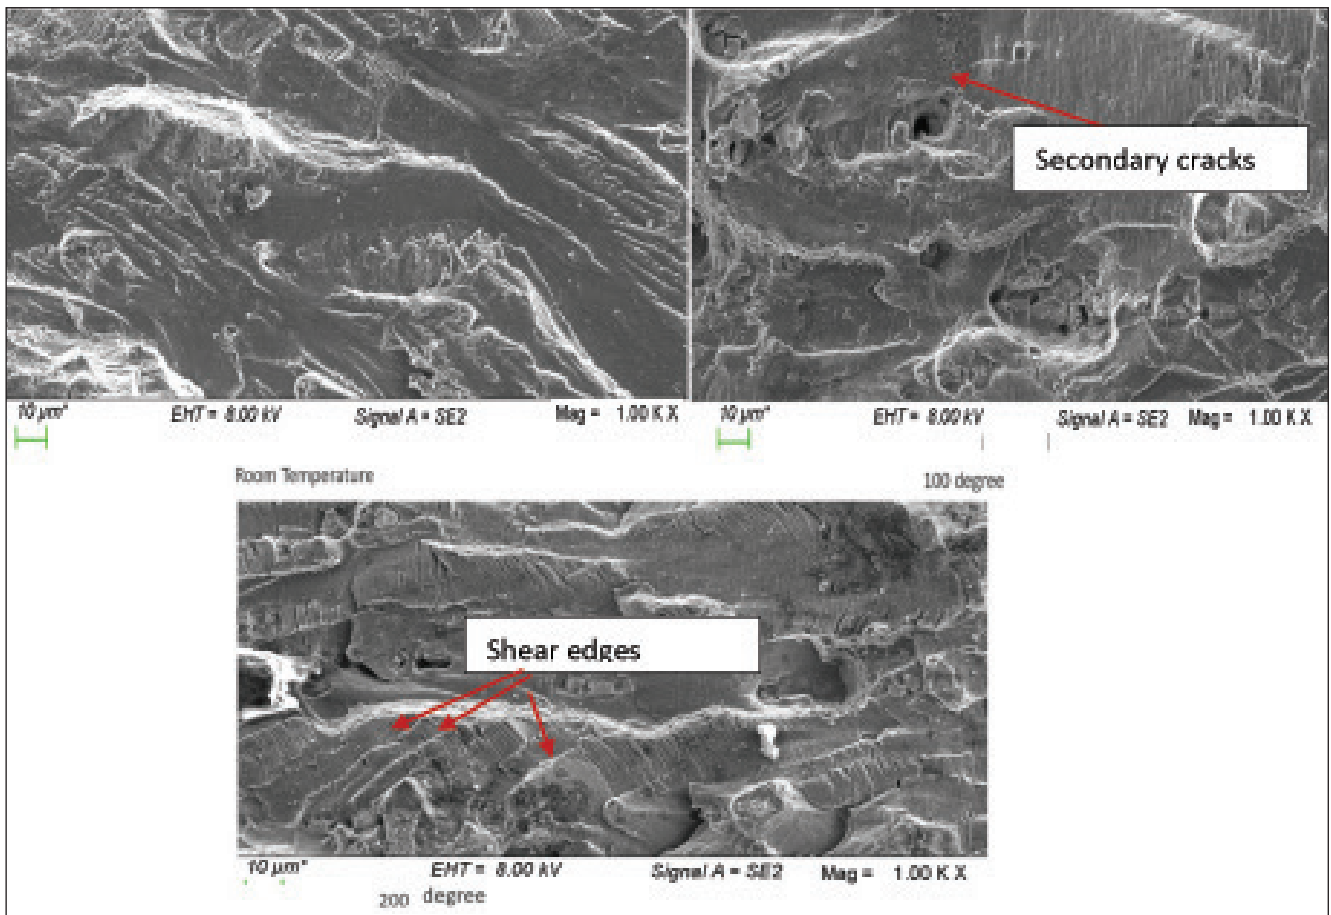 Secondary cracks
10 µm* EHT = 8.00 kV Signal A = SE2 Mag = 1.00 K X
10 µm* EHT = 8.00 kV Signal A = SE2 Mag = 1.00 K X
Room Temperature
100 degree
Shear edges
10 µm* EHT = 8.00 kV Signal A = SE2 Mag = 1.00 K X
200 degree